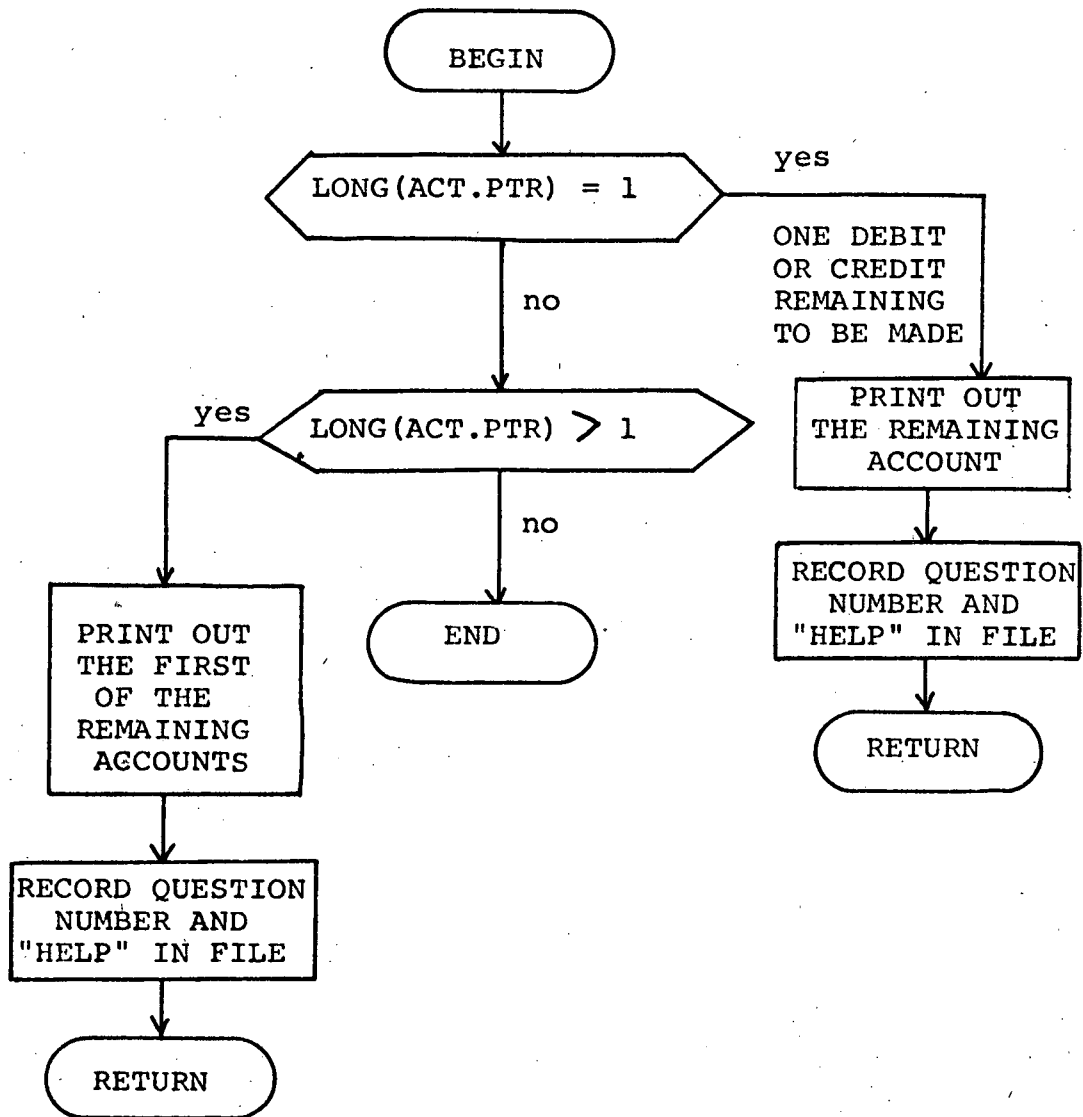 BEGIN
LONG(ACT.PTR) = 1
yes
ONE DEBIT
OR CREDIT
REMAINING
TO BE MADE
no
PRINT OUT
THE REMAINING
ACCOUNT
RECORD QUESTION
NUMBER AND
"HELP" IN FILE
RETURN
LONG(ACT.PTR) > 1
yes
no
END
PRINT OUT
THE FIRST
OF THE
REMAINING
ACCOUNTS
RECORD QUESTION
NUMBER AND
"HELP" IN FILE
RETURN